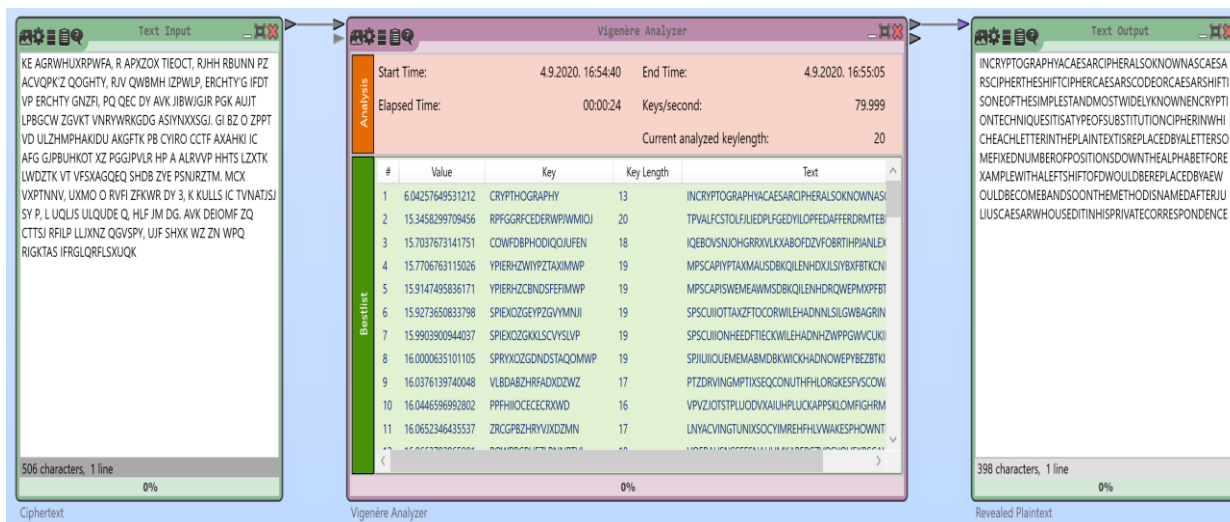 Text Input
KE AGRWHUXRPWFA, R APXZOX TIEOCT, RJHH RBUNN PZ
ACVQPK'Z QOGHTY, RJV QWBMH IZPWLP, ERCHTY'G IFDT
VP ERCHTY GNZFI, PQ QEC DY AVK JIBWJGJR PGK AUJT
LPBGCW ZGVKT VNRYWRKGDG ASIYNXXSGJ. GI BZ O ZPPT
VD ULZHMPHAKIDU AKGFTK PB CYIRO CCTF AXAHKI IC
AFG GJPBUHKOT XZ PGGJPVLR HP A ALRVVP HHTS LZXTK
LWDZTK VT VFSXAGQEQ SHDB ZYE PSNJRZTM. MCX
VXPTNNV, UXMO O RVFI ZFKWR DY 3, K KULLS IC TVNATJSJ
SY P, L UQLJS ULQUDE Q, HLF JM DG. AVK DEIOMF ZQ
CTTSJ RFILP LLJXNZ QGVSPY, UJF SHXK WZ ZN WPQ
RIGKTAS IFRGLQRFLSXUQK
506 characters, 1 line
0%
Ciphertext
Vigenère Analyzer
Analysis
Start Time: 4.9.2020. 16:54:40 End Time: 4.9.2020. 16:55:05
Elapsed Time: 00:00:24 Keys/second: 79.999
Current analyzed keylength: 20
Bestlist
# Value Key Key Length Text
1 6.04257649531212 CRYPTHOGRAPHY 13 INCRYPTOGRAPHYACAESARCIPHERALSOKNOWNAS
2 15.3458299709456 RPFGGRFCEDERWPJWMIOJ 20 TPVALFCSTOLFJLIEDPLFGEDYILOPFEDAFFERDRMTEB
3 15.7037673141751 COWFDBPHODIQOJUFEN 18 IQEBOVSNJOHGRRXVLKXABOFDZVFOBRTIHPJANLEX
4 15.7706763115026 YPIERHZWIYPZTAXIMWP 19 MPSCAPIYPTAXMAUSDBKQILENHDXJLSIYBXFBTKCN
5 15.9147495836171 YPIERHZCBNDSFEFIMWP 19 MPSCAPISWEMEAWMSDBKQILENHDRQWEPMXPFBT
6 15.9273650833798 SPIEXOZGEYPZGVYMNJI 19 SPSCUIIOTTAXZFTOCORWILEHADNNLSILGWBAGRIN
7 15.9903900944037 SPIEXOZGKKLSCVYSLVP 19 SPSCUIIONHEEDFTIECKWILEHADNHZWPPGWVCUKI
8 16.0000635101105 SPRYXOZGDNDSTAQOMWP 19 SPJIUIIOUEMEMABMDBKWICKHADNOWEPYBEZBTKI
9 16.0376139740048 VLBDABZHRFADXDZWZ 17 PTZDRVINGMPTIXSEQCONUTHFHLORGKESFVSCOW
10 16.0446596992802 PPFHIIOCECECRXWD 16 VPVZJOTSTPLUODVXAIUHPLUCKAPPSKLOMFIGHRM
11 16.0652346435537 ZRCGPBZHRYVJXDZMN 17 LNYACVINGTUNIXSOCYIMREHFHLVWAKESPHOWNT
0%
Vigenère Analyzer
Text Output
INCRYPTOGRAPHYACAESARCIPHERALSOKNOWNASCAESA
RSCIPHERTHESHIFTCIPHERCAESARSCODEORCAESARSHIFTI
SONEOFTHESIMPLESTANDMOSTWIDELYKNOWNENCRYPTI
ONTECHNIQUESITISATYPEOFSUBSTITUTIONCIPHERINWHI
CHEACHLETTERINTHEPLAINTEXTISREPLACEDBYALETTERSO
MEFIXEDNUMBEROFPOSITIONSDOWNTHEALPHABETFORE
XAMPLEWITHALEFTSHIFTOFDWOULDBEREPLACEDBYAEW
OULDBECOMEBANDSOONTHEMETHODISNAMEDAFTERJU
LIUSCAESARWHOUSEDITINHISPRIVATECORRESPONDENCE
398 characters, 1 line
0%
Revealed Plaintext